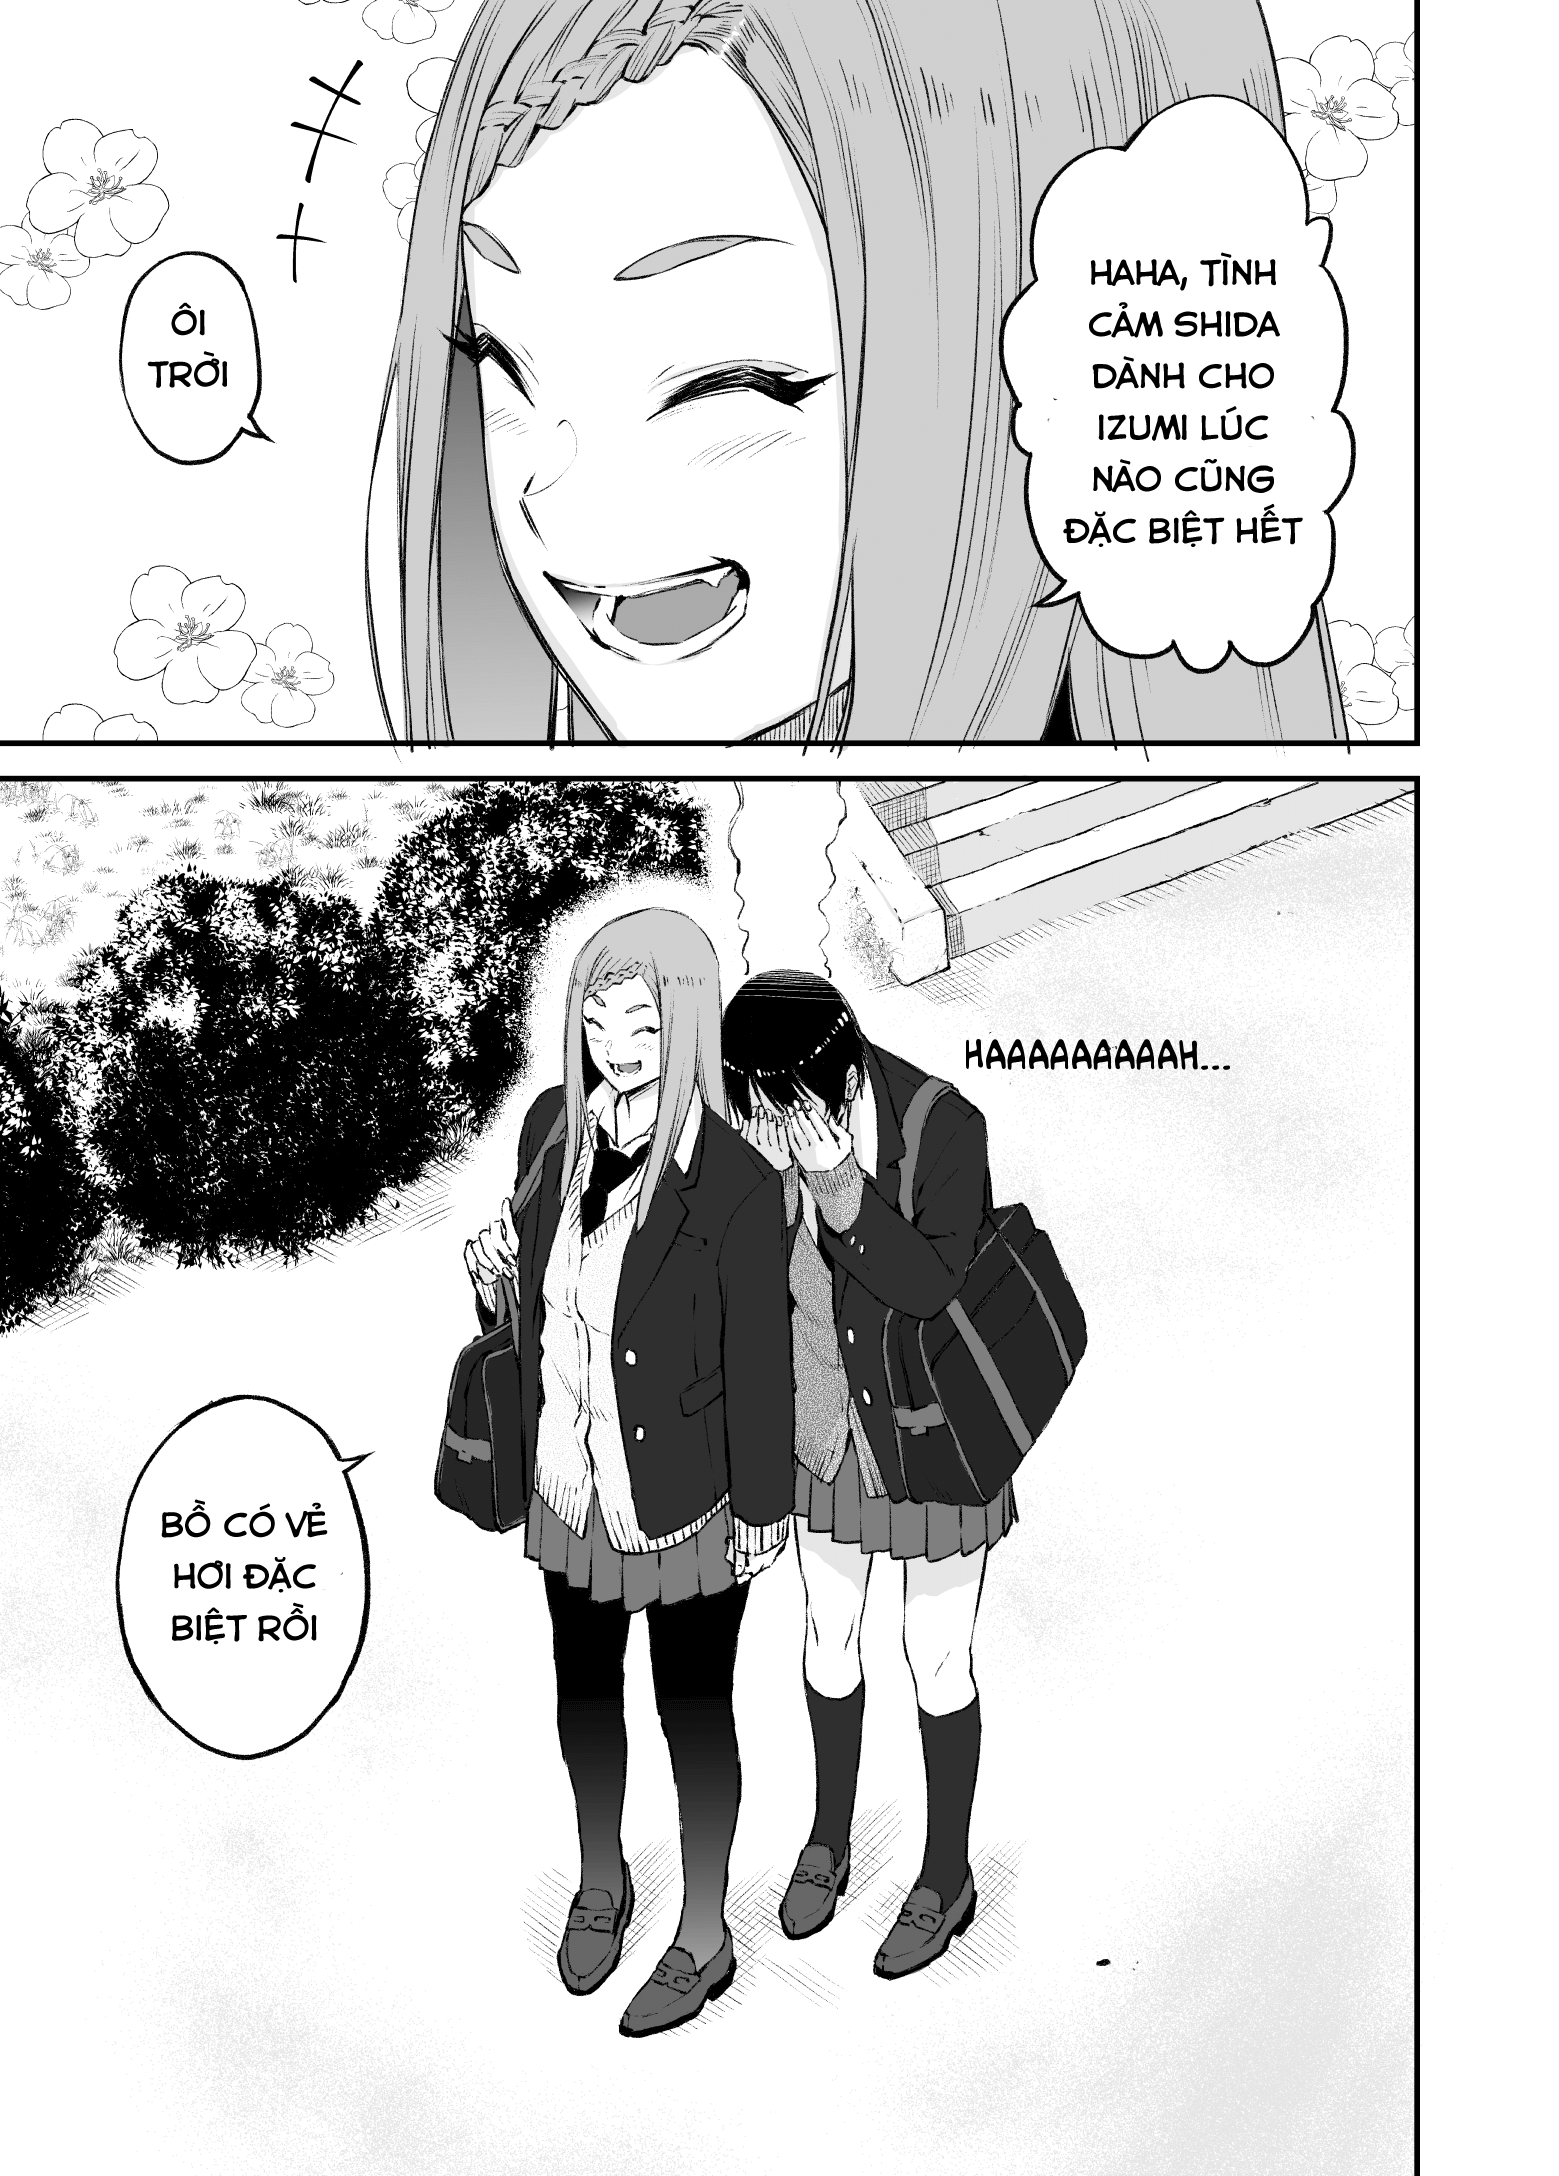 HAHA, TÌNH
CẢM SHIDA
DÀNH CHO
IZUMI LÚC
NÀO CŨNG
ĐẶC BIỆT HẾT
ÔI
TRỜI
HAAAAAAAAAH...
BỒ CÓ VẺ
HƠI ĐẶC
BIỆT RỒI